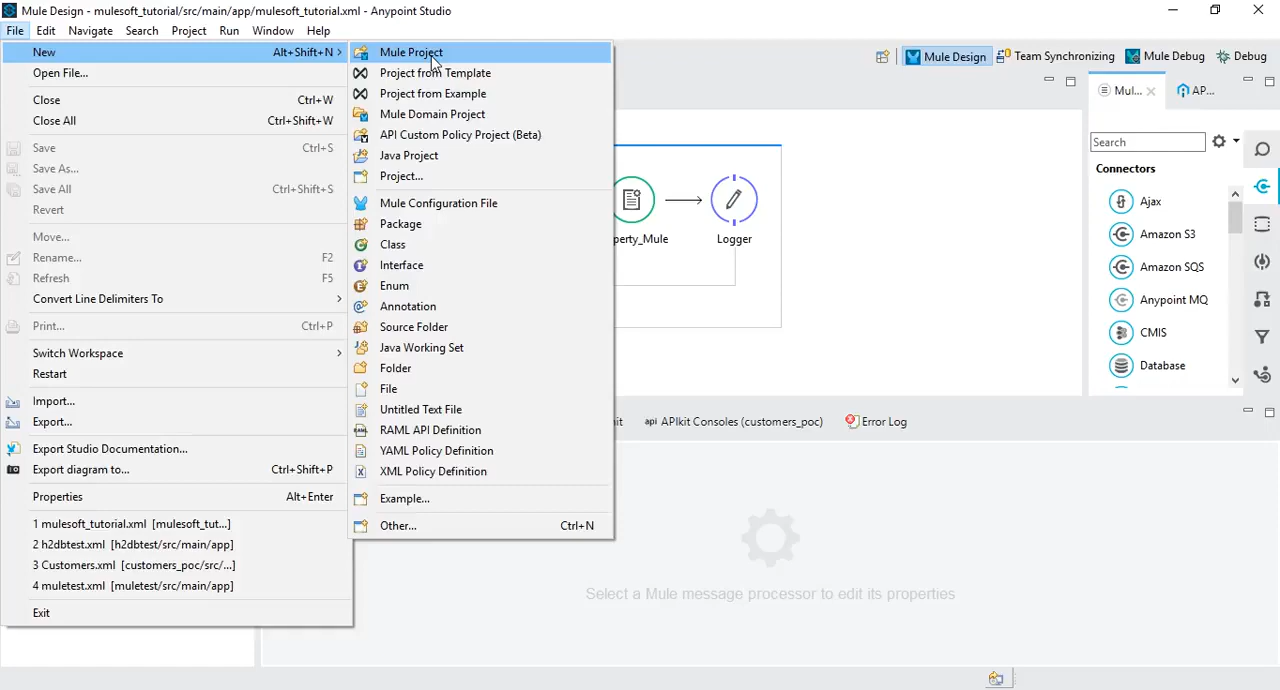 Mule Design - mulesoft_tutorial/src/main/app/mulesoft_tutorial.xml - Anypoint Studio
File Edit Navigate Search Project Run Window Help
New Alt+Shift+N >
Open File...
Close Ctrl+W
Close All Ctrl+Shift+W
Save Ctrl+S
Save As...
Save All Ctrl+Shift+S
Revert
Move...
Rename... F2
Refresh F5
Convert Line Delimiters To >
Print... Ctrl+P
Switch Workspace >
Restart
Import...
Export...
Export Studio Documentation...
Export diagram to... Ctrl+Shift+P
Properties Alt+Enter
1 mulesoft_tutorial.xml [mulesoft_tut...]
2 h2dbtest.xml [h2dbtest/src/main/app]
3 Customers.xml [customers_poc/src/...]
4 muletest.xml [muletest/src/main/app]
Exit
Mule Project
Project from Template
Project from Example
Mule Domain Project
API Custom Policy Project (Beta)
Java Project
Project...
Mule Configuration File
Package
Class
Interface
Enum
Annotation
Source Folder
Java Working Set
Folder
File
Untitled Text File
RAML API Definition
YAML Policy Definition
XML Policy Definition
Example...
Other... Ctrl+N
Mule Design Team Synchronizing Mule Debug Debug
Mul... AP...
Search
Connectors
Ajax
Amazon S3
Amazon SQS
Anypoint MQ
CMIS
Database
perty_Mule Logger
it api APIkit Consoles (customers_poc) Error Log
Select a Mule message processor to edit its properties